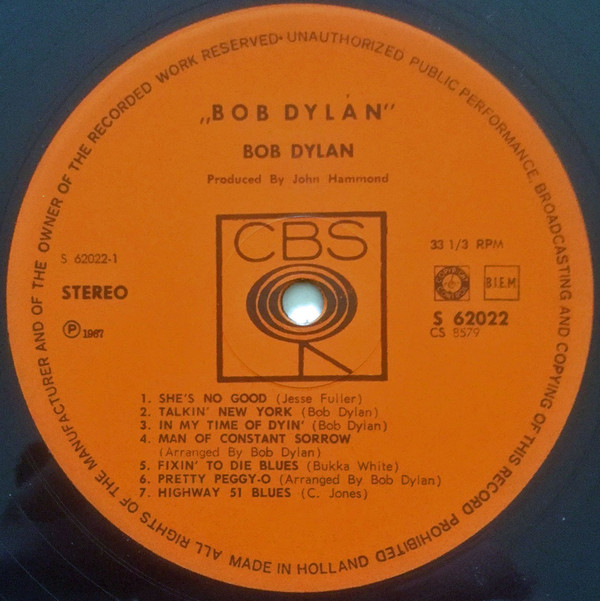 ALL RIGHTS OF THE MANUFACTURER AND OF THE OWNER OF THE RECORDED WORK RESERVED · UNAUTHORIZED PUBLIC PERFORMANCE, BROADCASTING AND COPYING OF THIS RECORD PROHIBITED
„BOB DYLAN”
BOB DYLAN
Produced By John Hammond
CBS
S 62022-1
STEREO
Ⓟ 1967
33 1/3 RPM
B.I.E.M
S 62022
CS 8579
1. SHE'S NO GOOD (Jesse Fuller)
2. TALKIN' NEW YORK (Bob Dylan)
3. IN MY TIME OF DYIN' (Bob Dylan)
4. MAN OF CONSTANT SORROW
(Arranged By Bob Dylan)
5. FIXIN' TO DIE BLUES (Bukka White)
6. PRETTY PEGGY-O (Arranged By Bob Dylan)
7. HIGHWAY 51 BLUES (C. Jones)
MADE IN HOLLAND